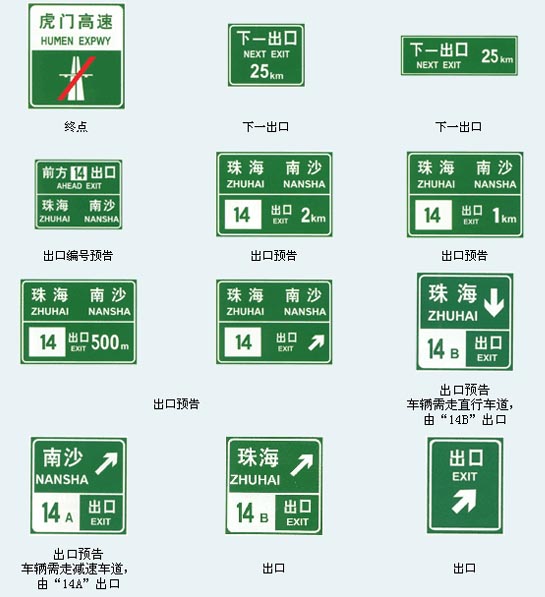 虎门高速
HUMEN EXPWY
终点
下一出口
NEXT EXIT
25km
下一出口
NEXT EXIT
25km
下一出口
下一出口
前方 14 出口
AHEAD EXIT
珠海 南沙
ZHUHAI NANSHA
出口编号预告
珠海 南沙
ZHUHAI NANSHA
14 出口 EXIT 2km
出口预告
珠海 南沙
ZHUHAI NANSHA
14 出口 EXIT 1km
出口预告
珠海 南沙
ZHUHAI NANSHA
14 出口 EXIT 500m
珠海 南沙
ZHUHAI NANSHA
14 出口 EXIT
出口预告
珠海
ZHUHAI
14 B 出口 EXIT
出口预告
车辆需走直行车道，
由“14B”出口
南沙
NANSHA
14 A 出口 EXIT
出口预告
车辆需走减速车道，
由“14A”出口
珠海
ZHUHAI
14 B 出口 EXIT
出口
出口
EXIT
出口